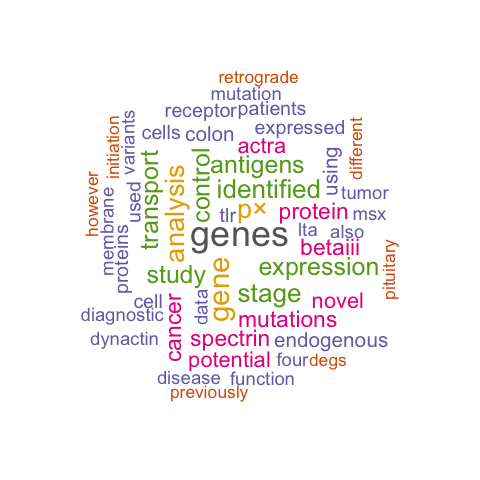 retrograde
mutation
receptor patients
cells colon expressed
actra
initiation
variants
different
transport
control
antigens
using
analysis
identified
tumor
however
membrane
used
tlr p× protein msx
genes
lta also
proteins
betaiii
pituitary
study
gene
expression
stage
cell
data
novel
diagnostic
cancer
mutations
dynactin
spectrin endogenous
potential four degs
disease function
previously